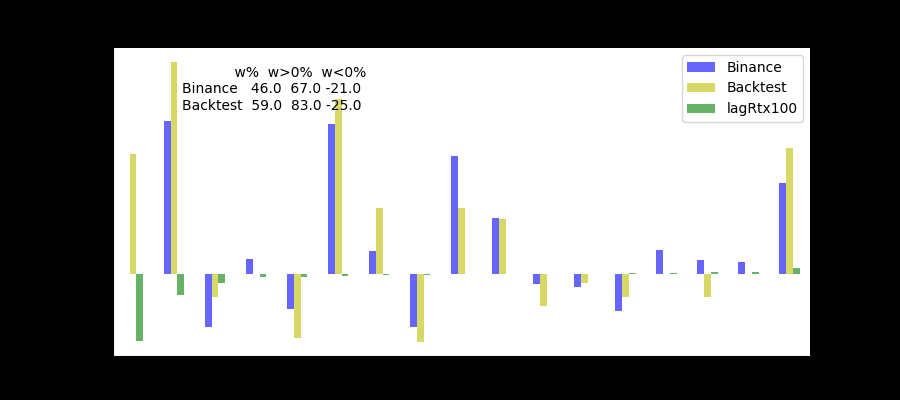 w% w>0% w<0%
Binance 46.0 67.0 -21.0
Backtest 59.0 83.0 -25.0
Binance
Backtest
lagRtx100